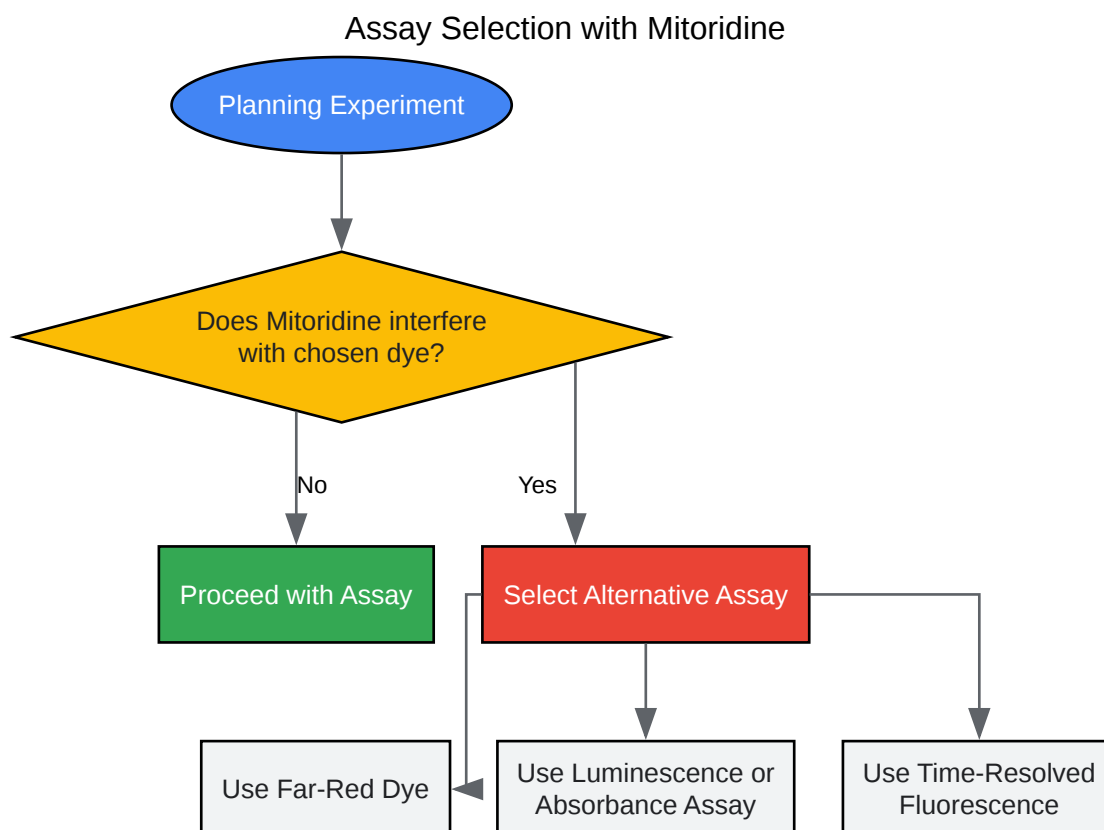 Assay Selection with Mitoridine
Planning Experiment
Does Mitoridine interfere
with chosen dye?
No
Yes
Proceed with Assay
Select Alternative Assay
Use Far-Red Dye
Use Luminescence or
Absorbance Assay
Use Time-Resolved
Fluorescence